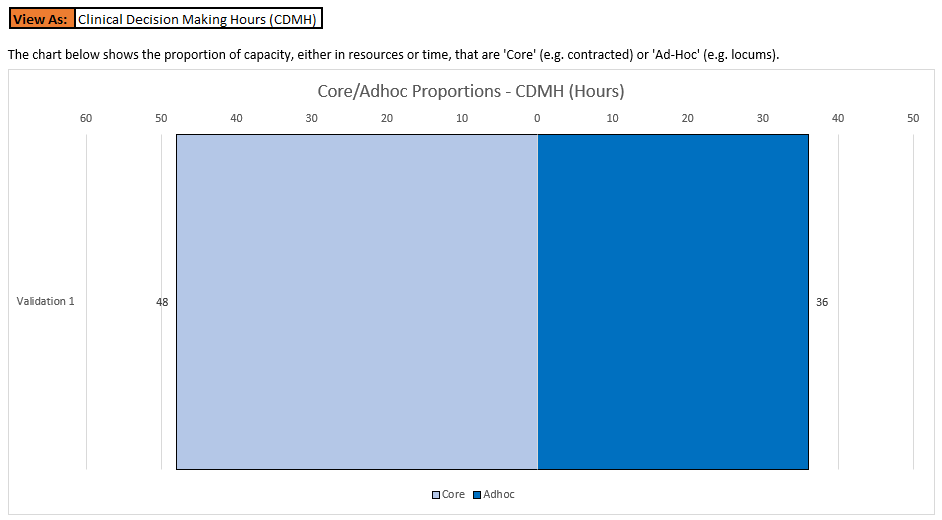 View As: Clinical Decision Making Hours (CDMH)
The chart below shows the proportion of capacity, either in resources or time, that are 'Core' (e.g. contracted) or 'Ad-Hoc' (e.g. locums).
Core/Adhoc Proportions - CDMH (Hours)
60 50 40 30 20 10 0 10 20 30 40 50
Validation 1 48 36
Core Adhoc